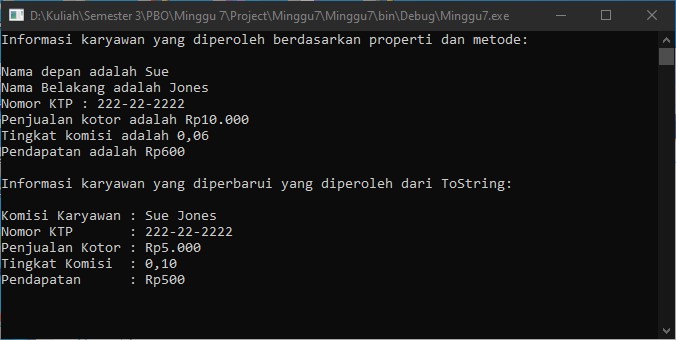 D:\Kuliah\Semester 3\PBO\Minggu 7\Project\Minggu7\Minggu7\bin\Debug\Minggu7.exe
Informasi karyawan yang diperoleh berdasarkan properti dan metode:
Nama depan adalah Sue
Nama Belakang adalah Jones
Nomor KTP : 222-22-2222
Penjualan kotor adalah Rp10.000
Tingkat komisi adalah 0,06
Pendapatan adalah Rp600
Informasi karyawan yang diperbarui yang diperoleh dari ToString:
Komisi Karyawan : Sue Jones
Nomor KTP       : 222-22-2222
Penjualan Kotor : Rp5.000
Tingkat Komisi  : 0,10
Pendapatan      : Rp500